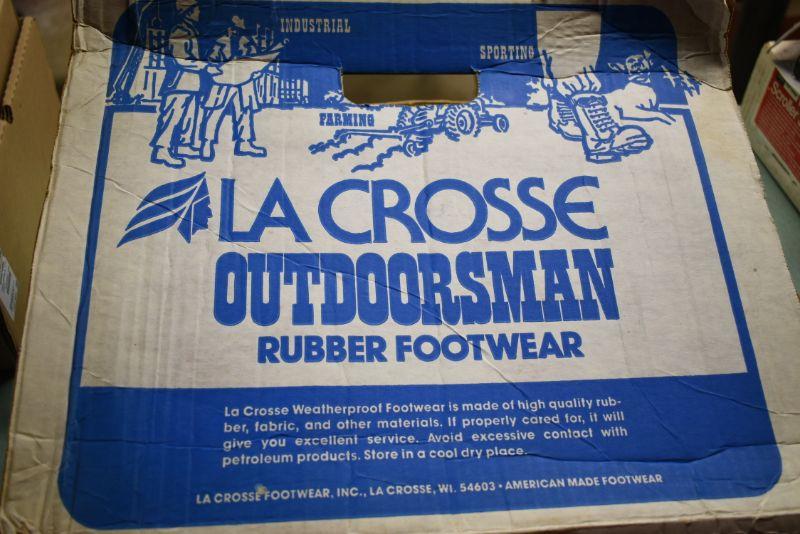 INDUSTRIAL
SPORTING
FARMING
LA CROSSE
OUTDOORSMAN
RUBBER FOOTWEAR
La Crosse Weatherproof Footwear is made of high quality rub-
ber, fabric, and other materials. If properly cared for, it will
give you excellent service. Avoid excessive contact with
petroleum products. Store in a cool dry place.
LA CROSSE FOOTWEAR, INC., LA CROSSE, WI. 54603 • AMERICAN MADE FOOTWEAR